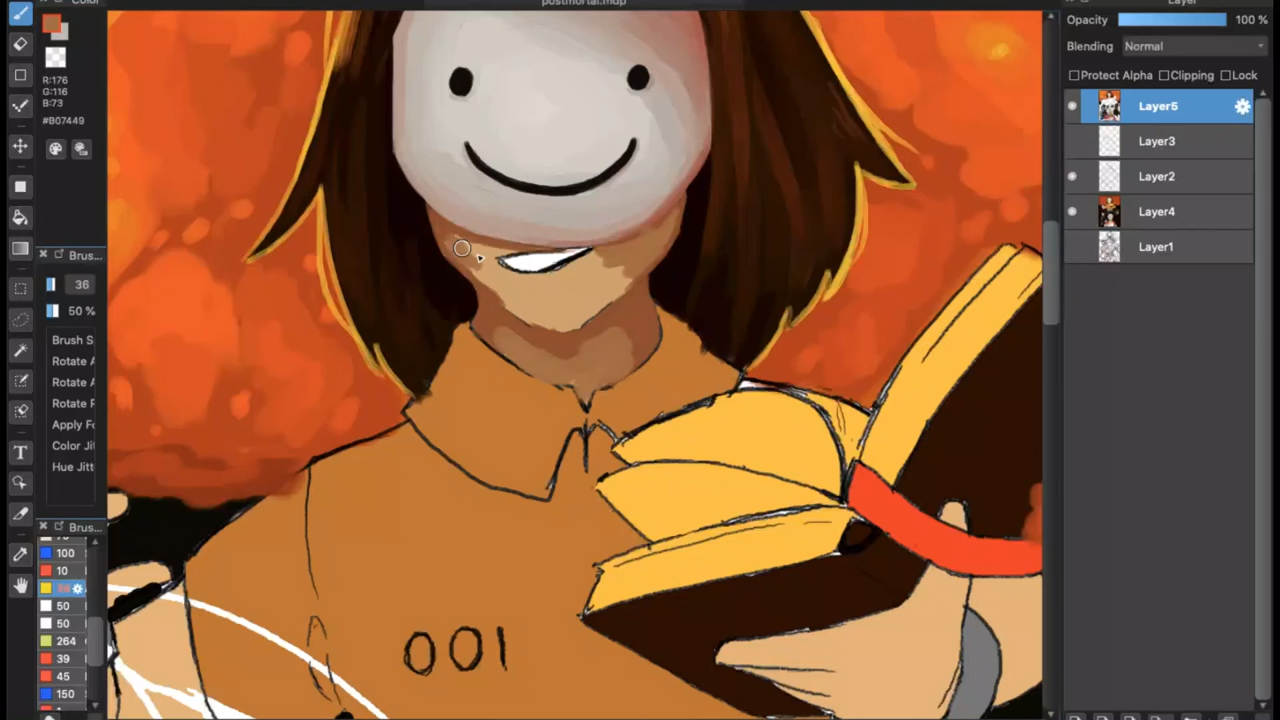 Color
postmortal.mdp
Layer
Opacity
100 %
Blending
Normal
Protect Alpha
Clipping
Lock
Layer5
Layer3
Layer2
Layer4
Layer1
R:176
G:116
B:73
#B07449
Brus...
36
50 %
Brush S
Rotate A
Rotate A
Rotate F
Apply Fo
Color Ji
Hue Jitt
Brus...
100
10
50
50
264
39
45
150
T
001